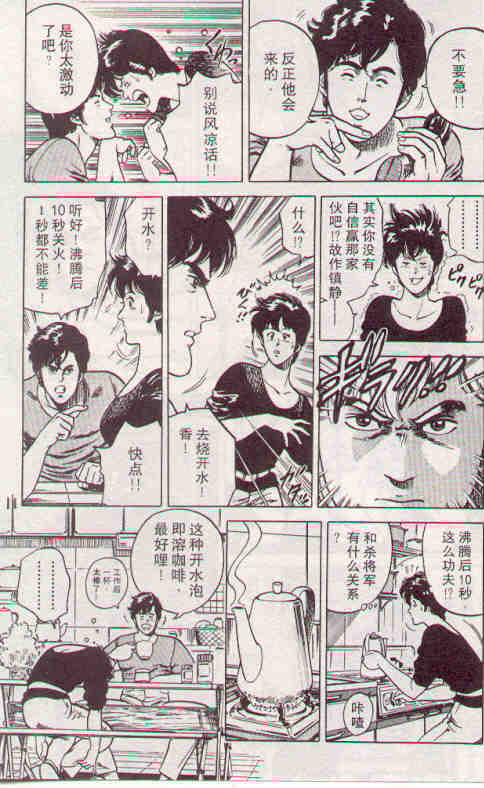 不要急!!
反正他会
来的．
别说风凉话!!
是你太激动
了吧？
…………
其实你没有
自信赢那家
伙吧!?故作
镇静──
什么!?
去烧开水！
香！
开水？
快点!!
听好！沸腾后
10秒关火！
1秒都不能差！
沸腾后10秒，
这么功夫!?
和杀将军
有什么关系
？
咔喳
这种开水泡
即溶咖啡，
最好哩！
工作后
一杯，
太棒了！
…………